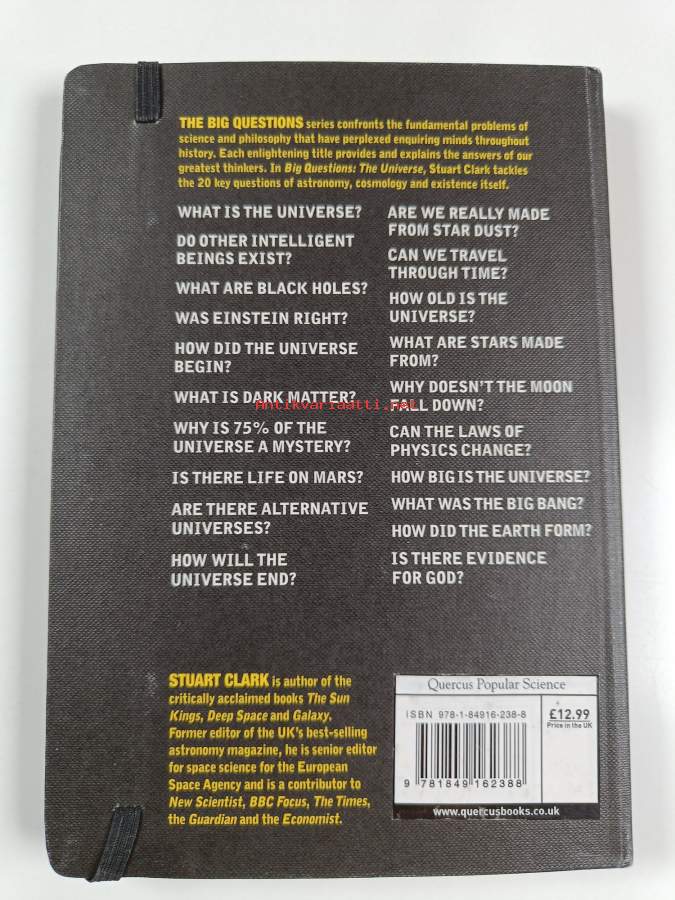 THE BIG QUESTIONS series confronts the fundamental problems of
science and philosophy that have perplexed enquiring minds throughout
history. Each enlightening title provides and explains the answers of our
greatest thinkers. In Big Questions: The Universe, Stuart Clark tackles
the 20 key questions of astronomy, cosmology and existence itself.
WHAT IS THE UNIVERSE?
DO OTHER INTELLIGENT
BEINGS EXIST?
WHAT ARE BLACK HOLES?
WAS EINSTEIN RIGHT?
HOW DID THE UNIVERSE
BEGIN?
WHAT IS DARK MATTER?
WHY IS 75% OF THE
UNIVERSE A MYSTERY?
IS THERE LIFE ON MARS?
ARE THERE ALTERNATIVE
UNIVERSES?
HOW WILL THE
UNIVERSE END?
ARE WE REALLY MADE
FROM STAR DUST?
CAN WE TRAVEL
THROUGH TIME?
HOW OLD IS THE
UNIVERSE?
WHAT ARE STARS MADE
FROM?
WHY DOESN'T THE MOON
FALL DOWN?
CAN THE LAWS OF
PHYSICS CHANGE?
HOW BIG IS THE UNIVERSE?
WHAT WAS THE BIG BANG?
HOW DID THE EARTH FORM?
IS THERE EVIDENCE
FOR GOD?
Antikvariaatti.net
STUART CLARK is author of the
critically acclaimed books The Sun
Kings, Deep Space and Galaxy.
Former editor of the UK's best-selling
astronomy magazine, he is senior editor
for space science for the European
Space Agency and is a contributor to
New Scientist, BBC Focus, The Times,
the Guardian and the Economist.
Quercus Popular Science
ISBN 978-1-84916-238-8
£12.99
Price in the UK
9 781849 162388
www.quercusbooks.co.uk